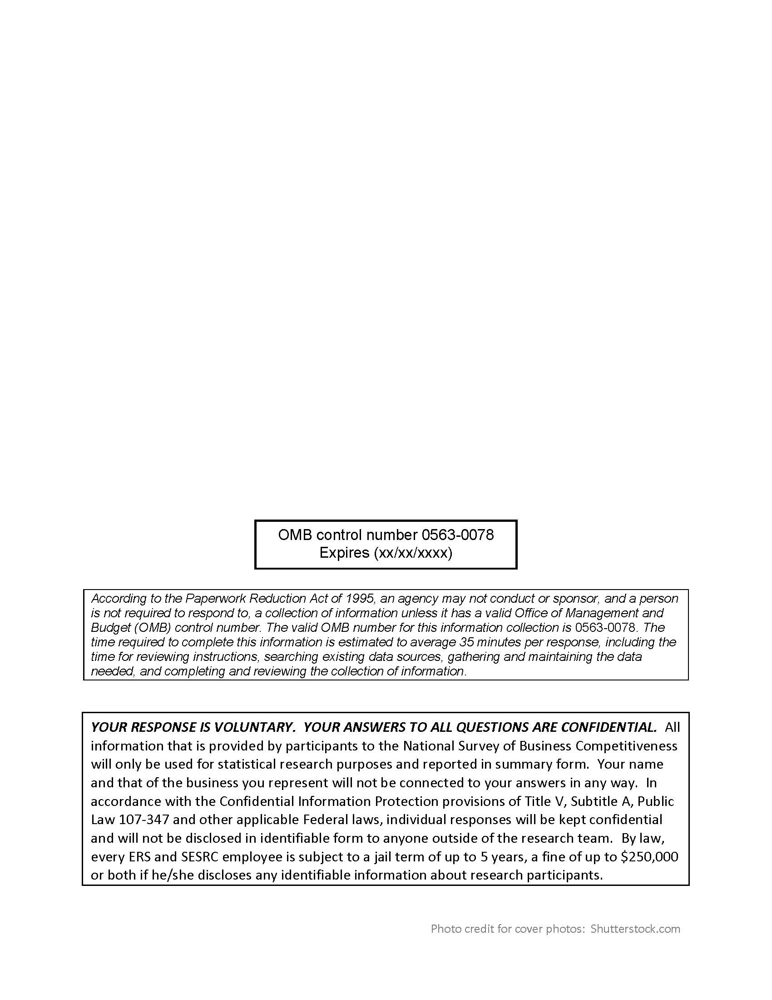 OMB control number 0563-0078
Expires (xx/xx/xxxx)
According to the Paperwork Reduction Act of 1995, an agency may not conduct or sponsor, and a person
is not required to respond to, a collection of information unless it has a valid Office of Management and
Budget (OMB) control number. The valid OMB number for this information collection is 0563-0078. The
time required to complete this information is estimated to average 35 minutes per response, including the
time for reviewing instructions, searching existing data sources, gathering and maintaining the data
needed, and completing and reviewing the collection of information.
YOUR RESPONSE IS VOLUNTARY.  YOUR ANSWERS TO ALL QUESTIONS ARE CONFIDENTIAL.  All
information that is provided by participants to the National Survey of Business Competitiveness
will only be used for statistical research purposes and reported in summary form.  Your name
and that of the business you represent will not be connected to your answers in any way.  In
accordance with the Confidential Information Protection provisions of Title V, Subtitle A, Public
Law 107-347 and other applicable Federal laws, individual responses will be kept confidential
and will not be disclosed in identifiable form to anyone outside of the research team.  By law,
every ERS and SESRC employee is subject to a jail term of up to 5 years, a fine of up to $250,000
or both if he/she discloses any identifiable information about research participants.
Photo credit for cover photos:  Shutterstock.com